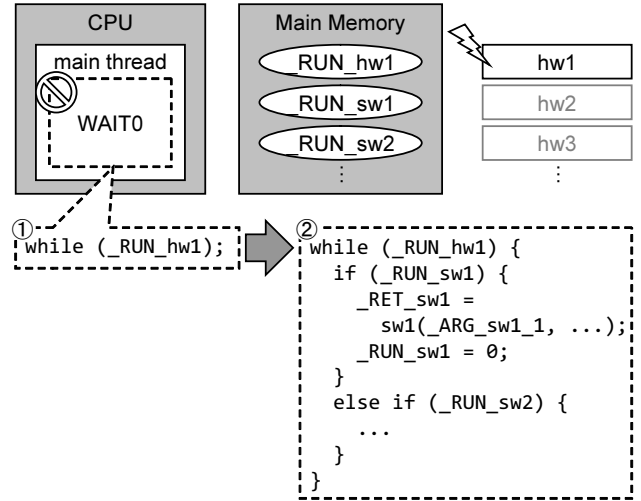 CPU
main thread
WAIT0
Main Memory
_RUN_hw1
_RUN_sw1
_RUN_sw2
⋮
hw1
hw2
hw3
⋮
①
while (_RUN_hw1);
②
while (_RUN_hw1) {
  if (_RUN_sw1) {
    _RET_sw1 =
      sw1(_ARG_sw1_1, ...);
    _RUN_sw1 = 0;
  }
  else if (_RUN_sw2) {
    ...
  }
}